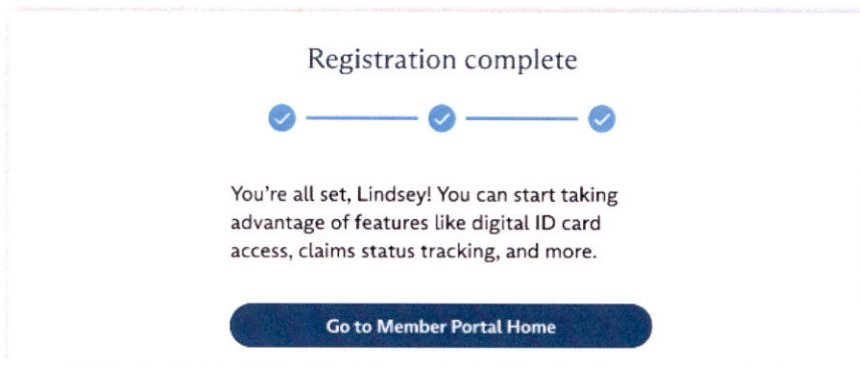 Registration complete
You're all set, Lindsey! You can start taking
advantage of features like digital ID card
access, claims status tracking, and more.
Go to Member Portal Home